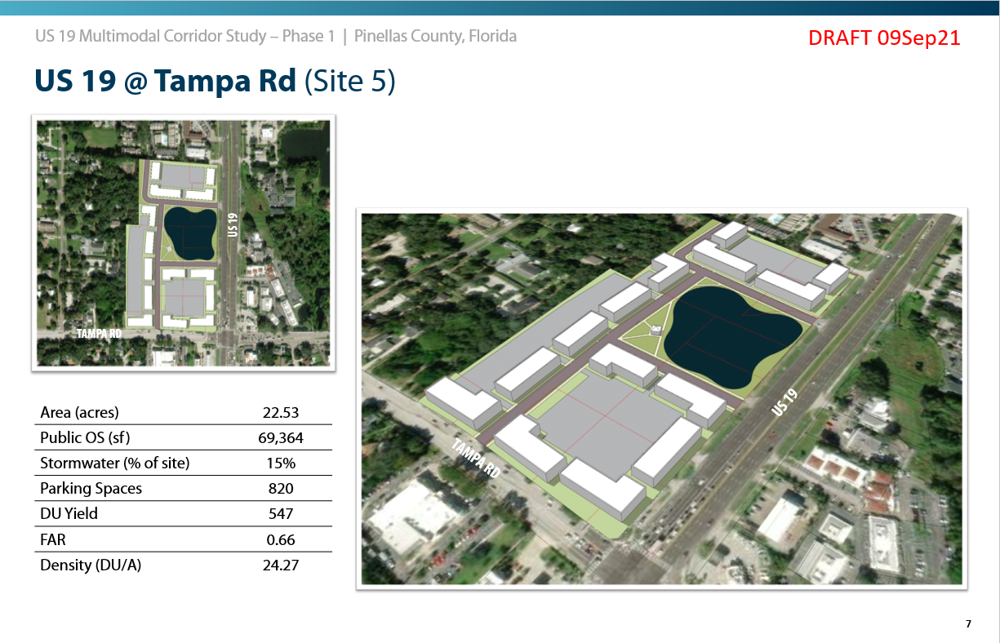 US 19 Multimodal Corridor Study – Phase 1 | Pinellas County, Florida
DRAFT 09Sep21
US 19 @ Tampa Rd (Site 5)
US 19
TAMPA RD
Area (acres) 22.53
Public OS (sf) 69,364
Stormwater (% of site) 15%
Parking Spaces 820
DU Yield 547
FAR 0.66
Density (DU/A) 24.27
US 19
TAMPA RD
7